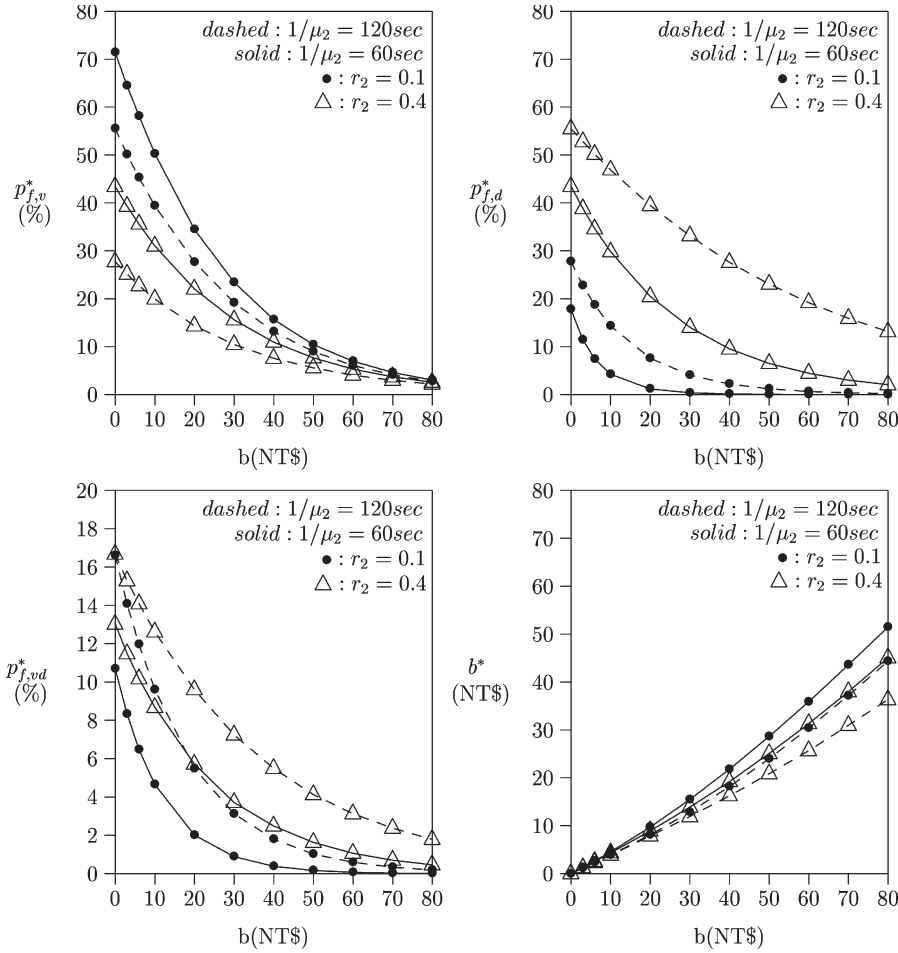 dashed : 1/μ₂ = 120sec
solid : 1/μ₂ = 60sec
● : r₂ = 0.1
△ : r₂ = 0.4
80
70
60
50
40
30
20
10
0
p*f,v
(%)
0 10 20 30 40 50 60 70 80
b(NT$)
dashed : 1/μ₂ = 120sec
solid : 1/μ₂ = 60sec
● : r₂ = 0.1
△ : r₂ = 0.4
80
70
60
50
40
30
20
10
0
p*f,d
(%)
0 10 20 30 40 50 60 70 80
b(NT$)
dashed : 1/μ₂ = 120sec
solid : 1/μ₂ = 60sec
● : r₂ = 0.1
△ : r₂ = 0.4
20
18
16
14
12
10
8
6
4
2
0
p*f,vd
(%)
0 10 20 30 40 50 60 70 80
b(NT$)
dashed : 1/μ₂ = 120sec
solid : 1/μ₂ = 60sec
● : r₂ = 0.1
△ : r₂ = 0.4
80
70
60
50
40
30
20
10
0
b*
(NT$)
0 10 20 30 40 50 60 70 80
b(NT$)